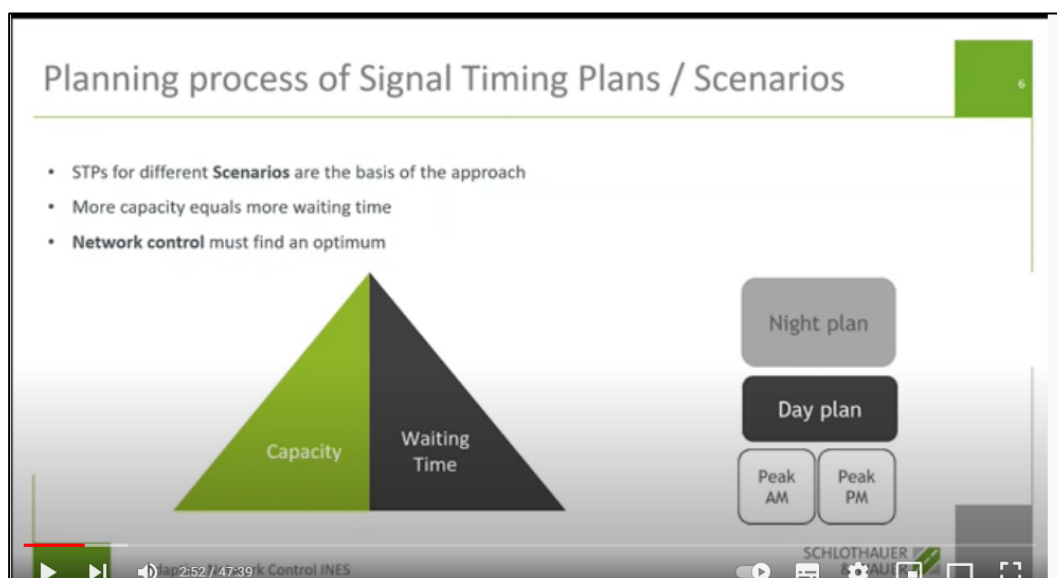 Planning process of Signal Timing Plans / Scenarios
6
• STPs for different Scenarios are the basis of the approach
• More capacity equals more waiting time
• Network control must find an optimum
Capacity
Waiting
Time
Night plan
Day plan
Peak
AM
Peak
PM
2:52 / 47:39
Control INES
SCHLOTHAUER